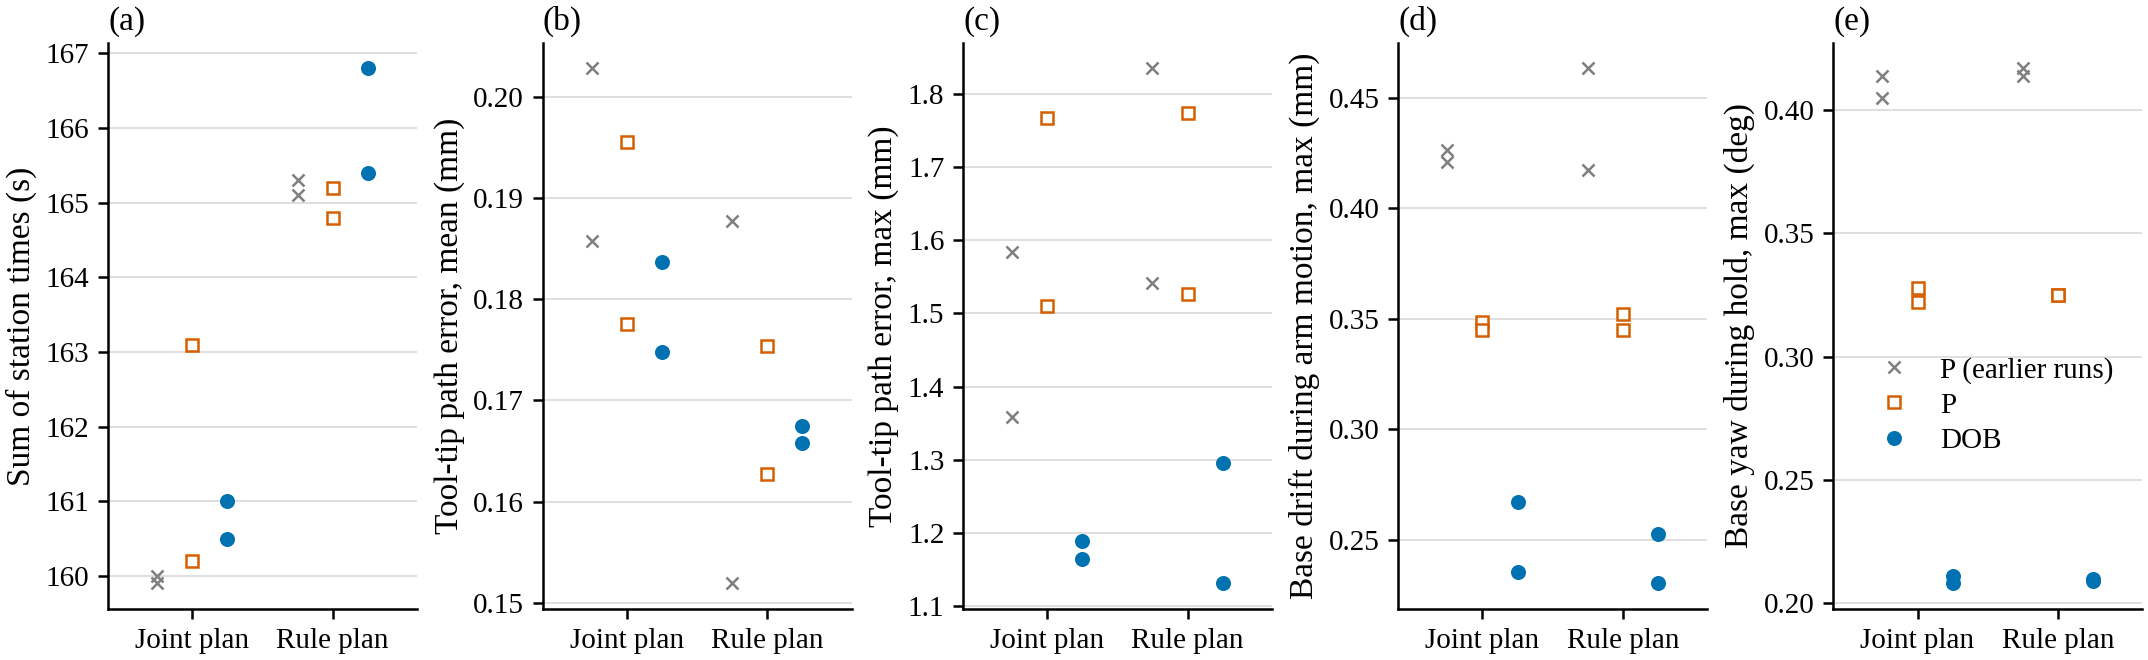 (a)
Sum of station times (s)
167
166
165
164
163
162
161
160
Joint plan
Rule plan
(b)
Tool-tip path error, mean (mm)
0.20
0.19
0.18
0.17
0.16
0.15
Joint plan
Rule plan
(c)
Tool-tip path error, max (mm)
1.8
1.7
1.6
1.5
1.4
1.3
1.2
1.1
Joint plan
Rule plan
(d)
Base drift during arm motion, max (mm)
0.45
0.40
0.35
0.30
0.25
Joint plan
Rule plan
(e)
Base yaw during hold, max (deg)
0.40
0.35
0.30
0.25
0.20
P (earlier runs)
P
DOB
Joint plan
Rule plan